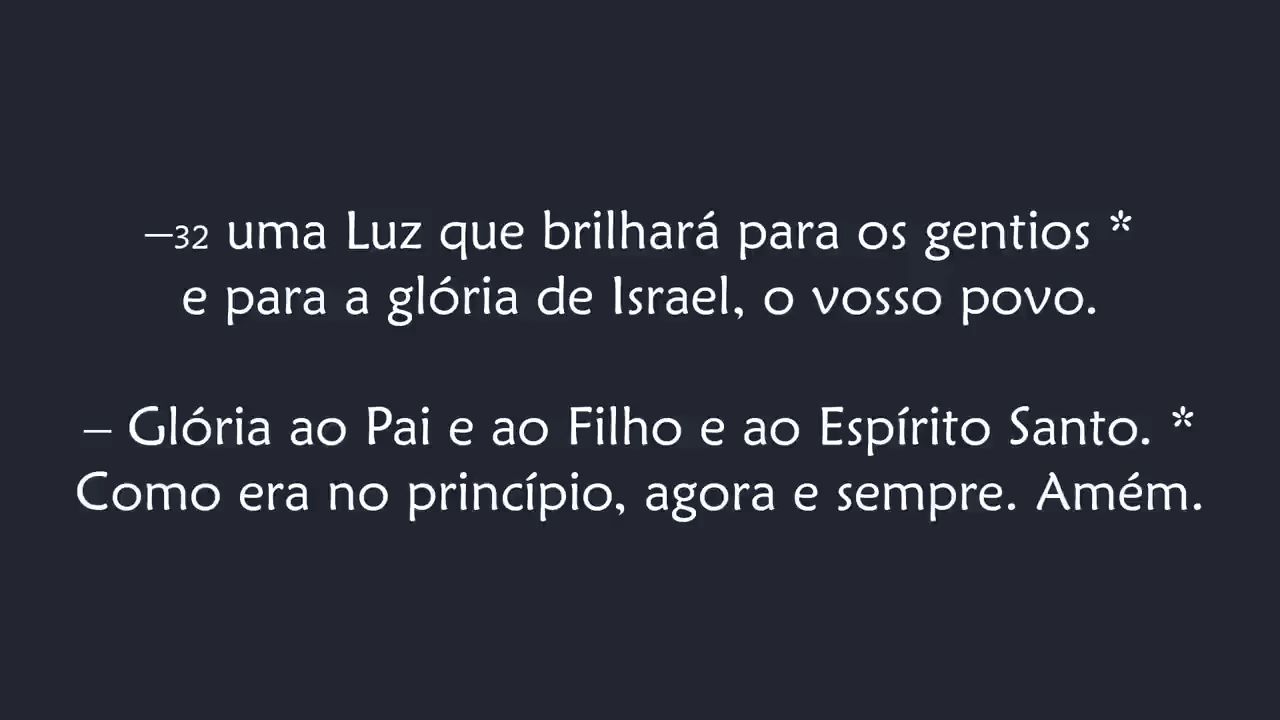 –32 uma Luz que brilhará para os gentios *
e para a glória de Israel, o vosso povo.
– Glória ao Pai e ao Filho e ao Espírito Santo. *
Como era no princípio, agora e sempre. Amém.